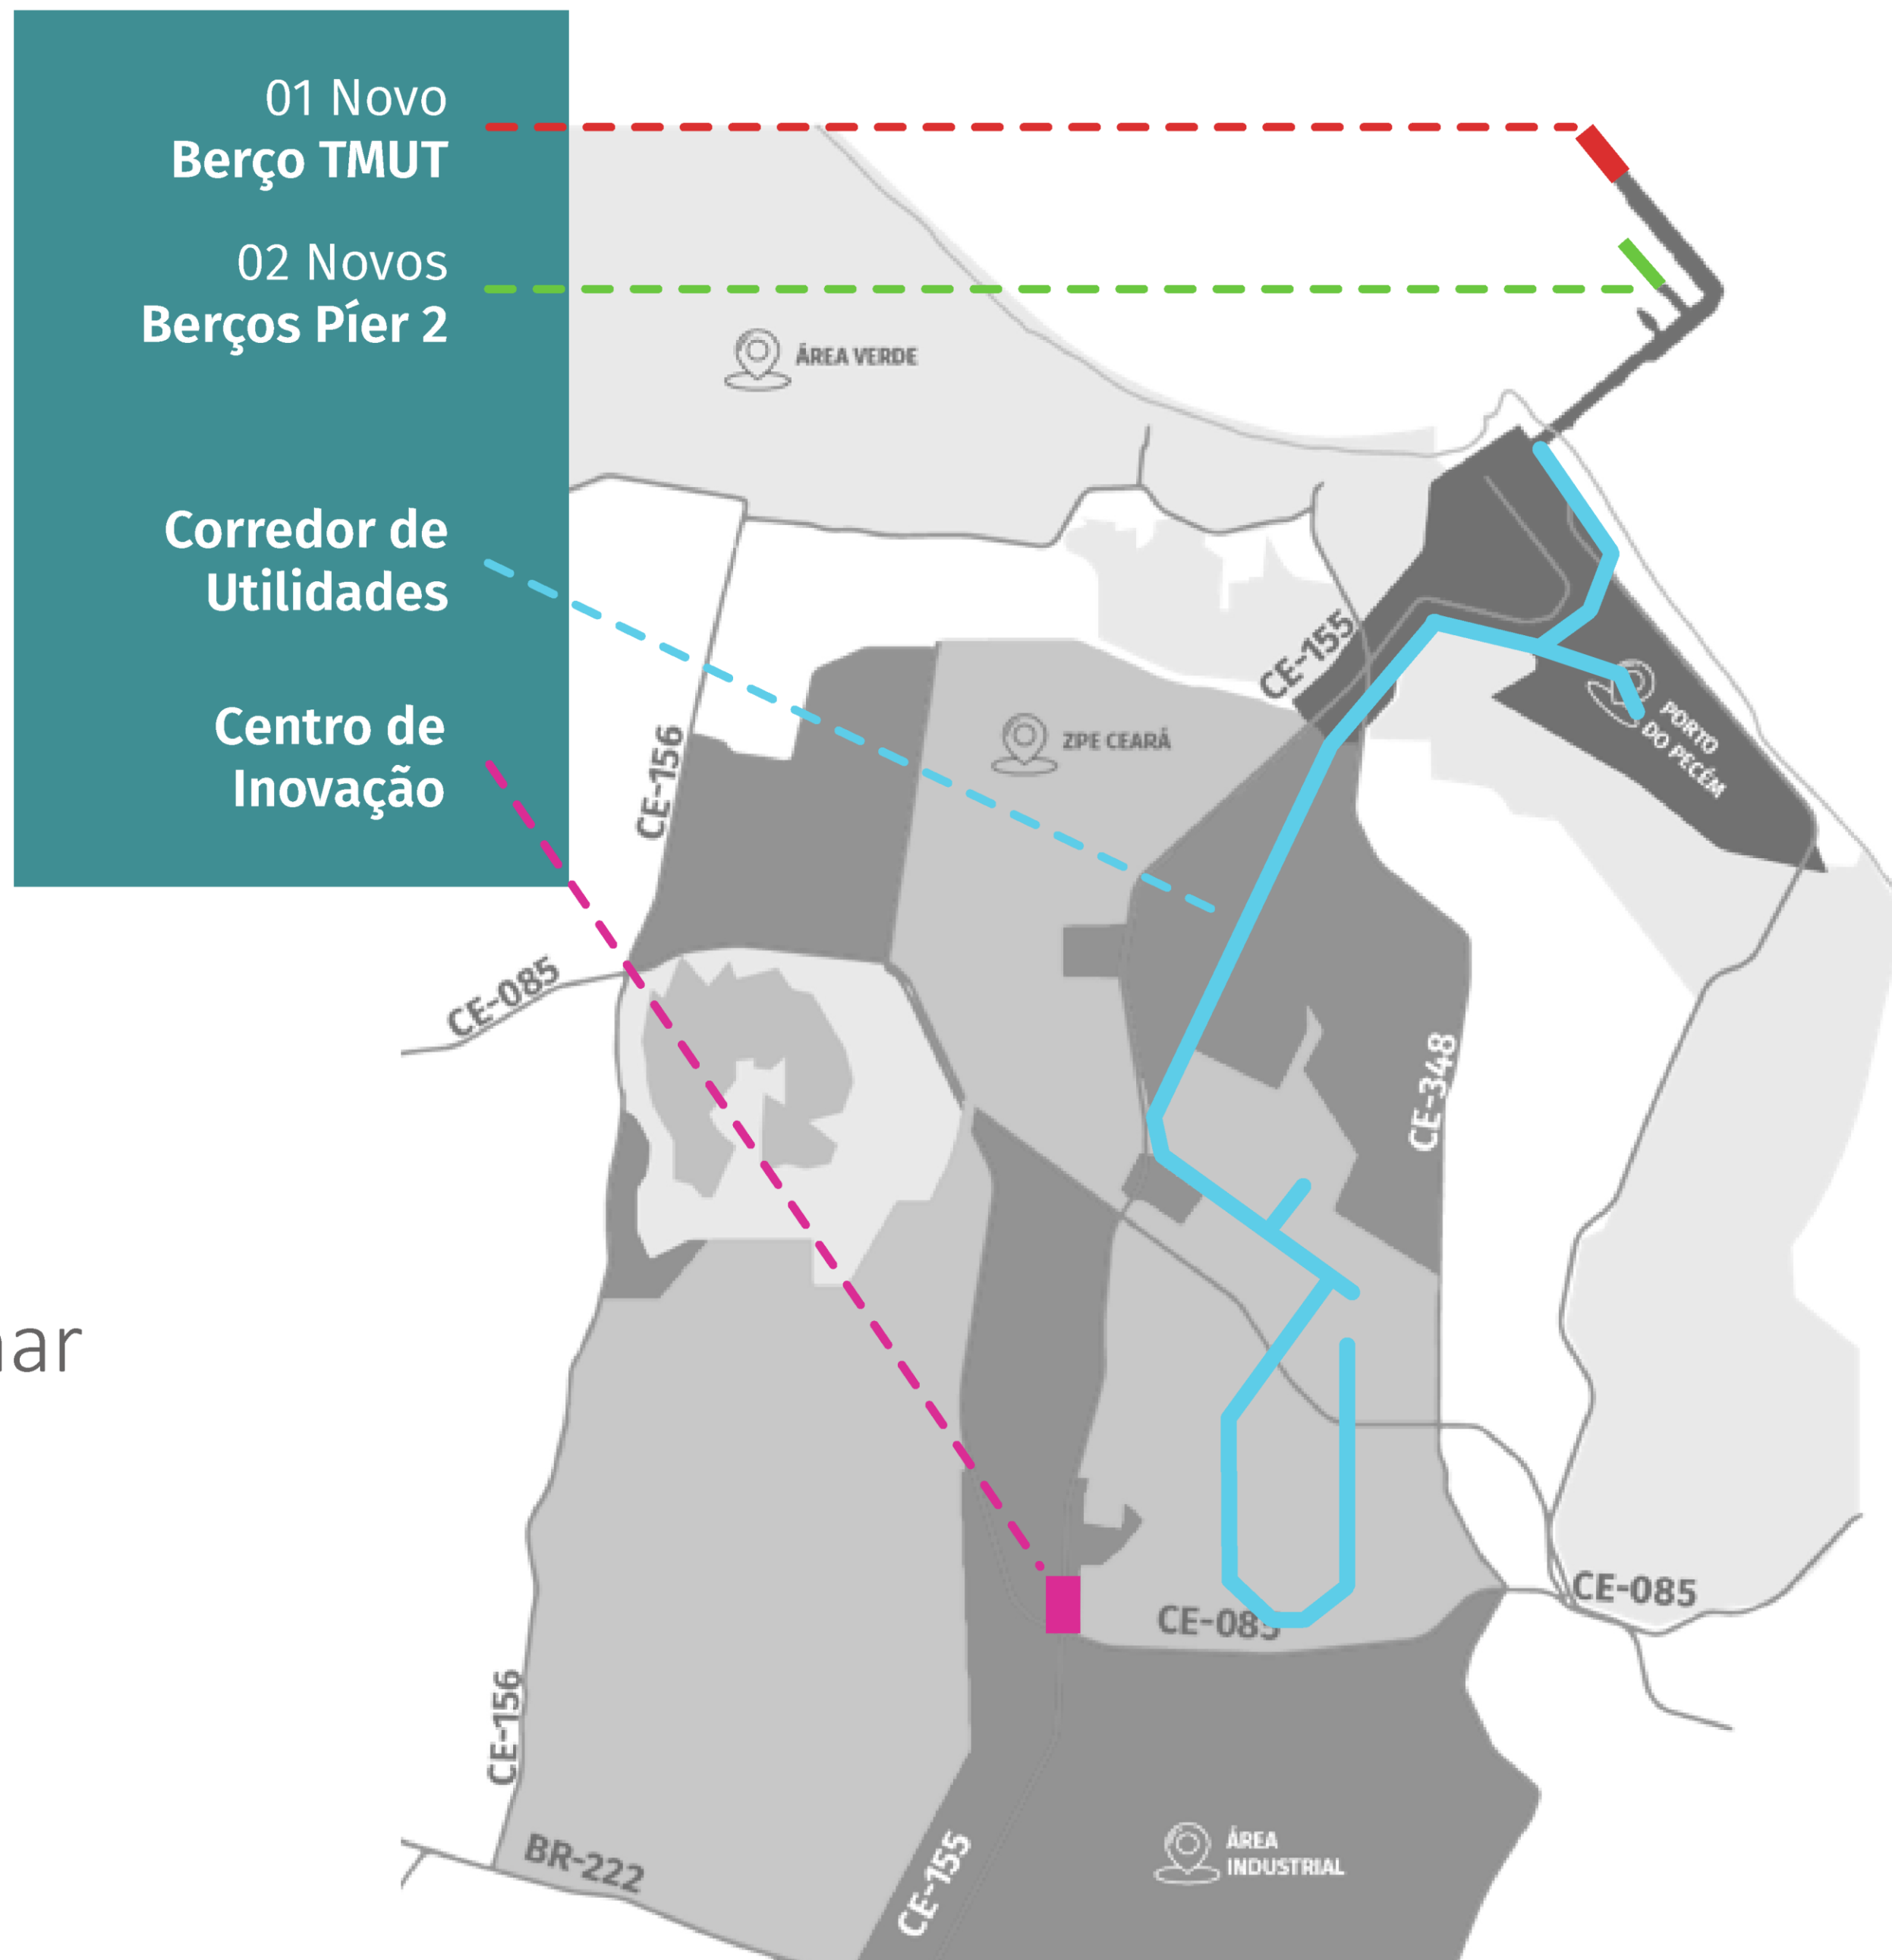 01 Novo
Berço TMUT
02 Novos
Berços Píer 2
Corredor de
Utilidades
Centro de
Inovação
ÁREA VERDE
CE-155
PORTO
DO PECÉM
ZPE CEARÁ
CE-156
CE-085
CE-348
CE-085
CE-085
CE-156
BR-222
CE-155
ÁREA
INDUSTRIAL